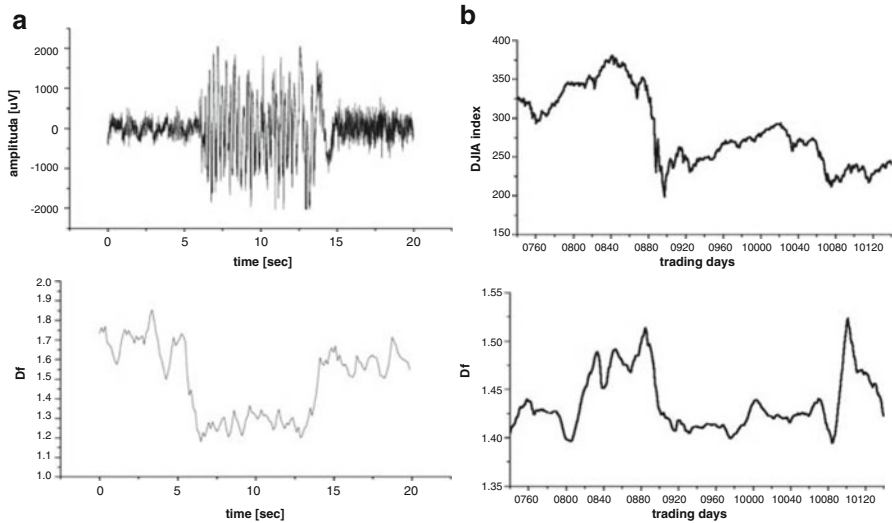 a
amplituda [uV]
2000
1000
0
-1000
-2000
0 5 10 15 20
time [sec]
Df
2.0
1.9
1.8
1.7
1.6
1.5
1.4
1.3
1.2
1.1
1.0
0 5 10 15 20
time [sec]
b
DJIA index
400
350
300
250
200
150
0760 0800 0840 0880 0920 0960 10000 10040 10080 10120
trading days
Df
1.55
1.50
1.45
1.40
1.35
0760 0800 0840 0880 0920 0960 10000 10040 10080 10120
trading days